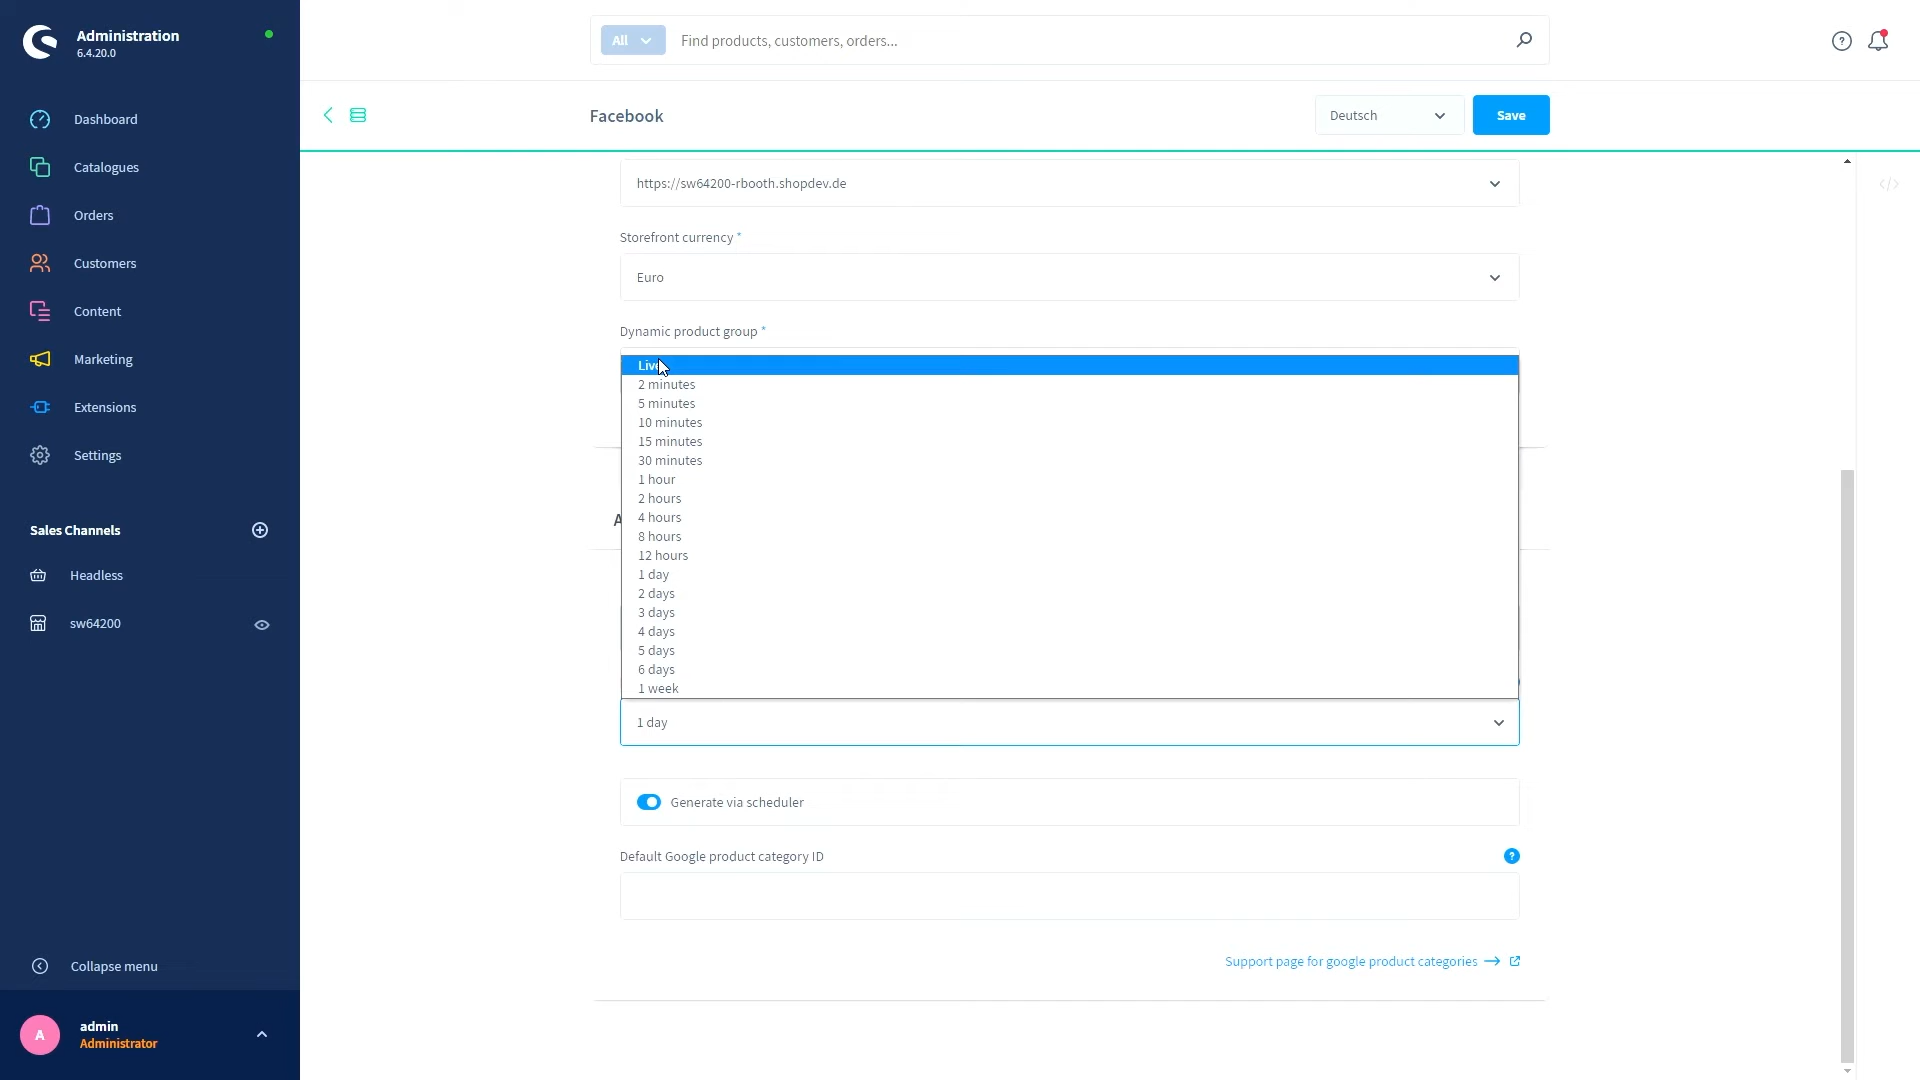 Administration
6.4.20.0
All
Find products, customers, orders...
Dashboard
Catalogues
Orders
Customers
Content
Marketing
Extensions
Settings
Sales Channels
Headless
sw64200
Collapse menu
A
admin
Administrator
Facebook
Deutsch
Save
https://sw64200-rbooth.shopdev.de
Storefront currency *
Euro
Dynamic product group *
Live
2 minutes
5 minutes
10 minutes
15 minutes
30 minutes
1 hour
2 hours
4 hours
8 hours
12 hours
1 day
2 days
3 days
4 days
5 days
6 days
1 week
1 day
Generate via scheduler
Default Google product category ID
?
Support page for google product categories